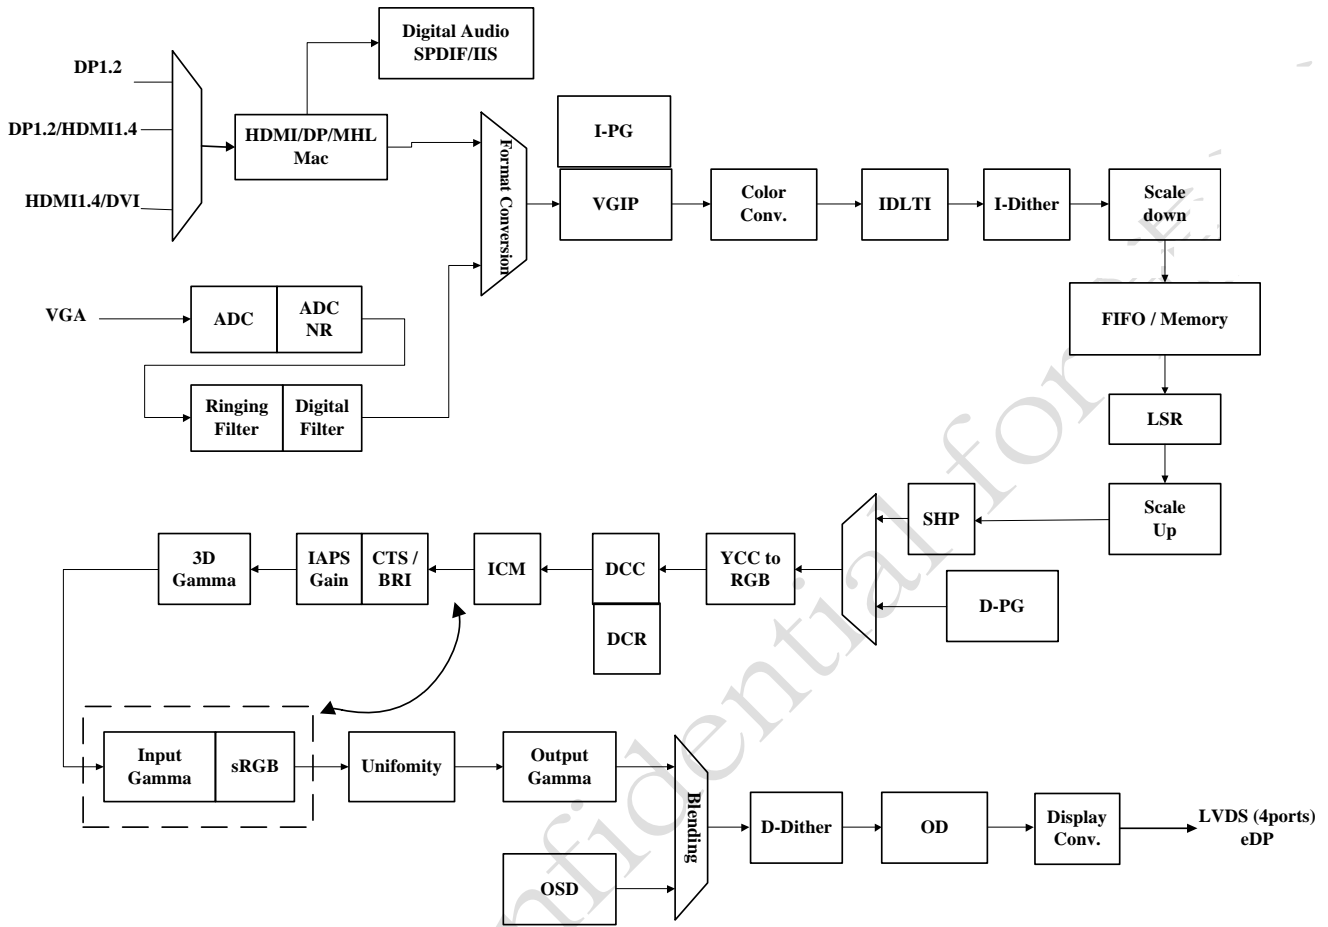 Digital Audio
SPDIF/IIS
DP1.2
DP1.2/HDMI1.4
HDMI1.4/DVI
HDMI/DP/MHL
Mac
Format Conversion
I-PG
VGIP
Color
Conv.
IDLTI
I-Dither
Scale
down
VGA
ADC
ADC
NR
FIFO / Memory
Ringing
Filter
Digital
Filter
LSR
Scale
Up
SHP
D-PG
YCC to
RGB
DCC
DCR
ICM
CTS /
BRI
IAPS
Gain
3D
Gamma
Input
Gamma
sRGB
Unifomity
Output
Gamma
OSD
Blending
D-Dither
OD
Display
Conv.
LVDS (4ports)
eDP
nfidential for